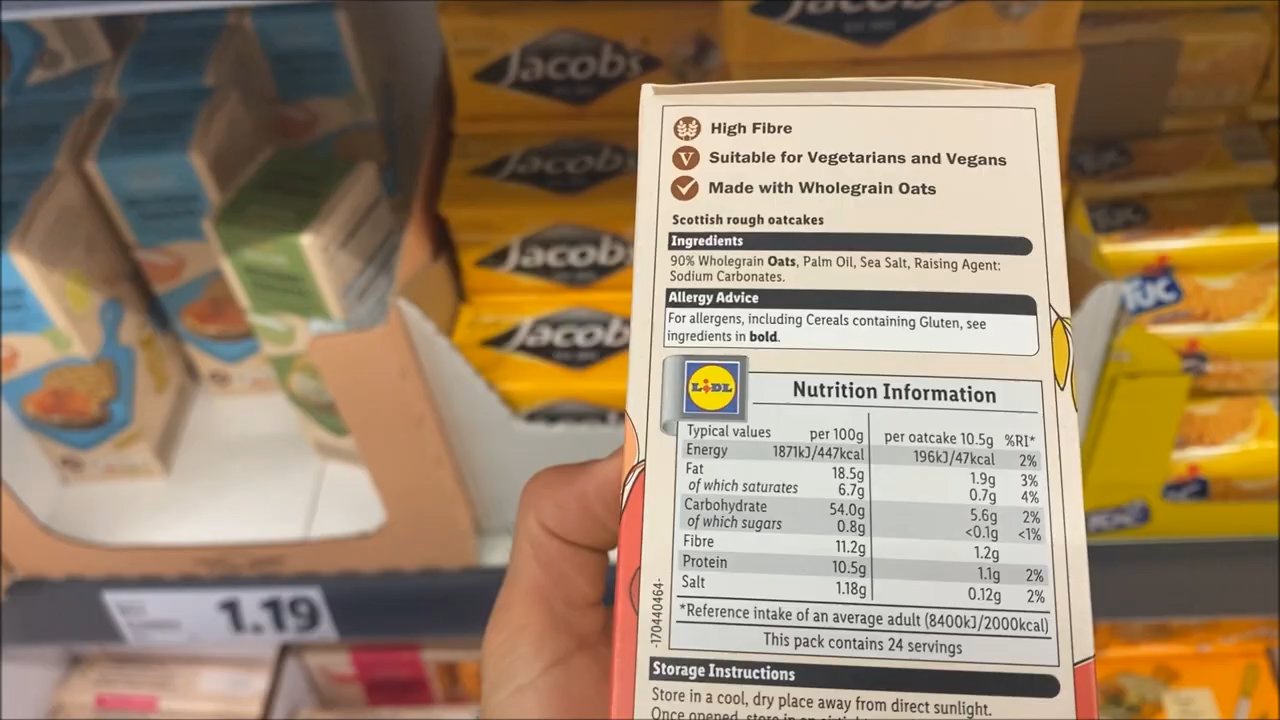 Jacobs
Jacobs
Jacobs
Jacobs
Jacobs
TUC
TUC
High Fibre
V Suitable for Vegetarians and Vegans
Made with Wholegrain Oats
Scottish rough oatcakes
Ingredients
90% Wholegrain Oats, Palm Oil, Sea Salt, Raising Agent:
Sodium Carbonates.
Allergy Advice
For allergens, including Cereals containing Gluten, see
ingredients in bold.
LIDL
Nutrition Information
Typical values per 100g per oatcake 10.5g %RI*
Energy 1871kJ/447kcal 196kJ/47kcal 2%
Fat 18.5g 1.9g 3%
of which saturates 6.7g 0.7g 4%
Carbohydrate 54.0g 5.6g 2%
of which sugars 0.8g <0.1g <1%
Fibre 11.2g 1.2g
Protein 10.5g 1.1g 2%
Salt 1.18g 0.12g 2%
*Reference intake of an average adult (8400kJ/2000kcal)
This pack contains 24 servings
-170440464-
Storage Instructions
Store in a cool, dry place away from direct sunlight.
Once opened, store in an airtight
1.19